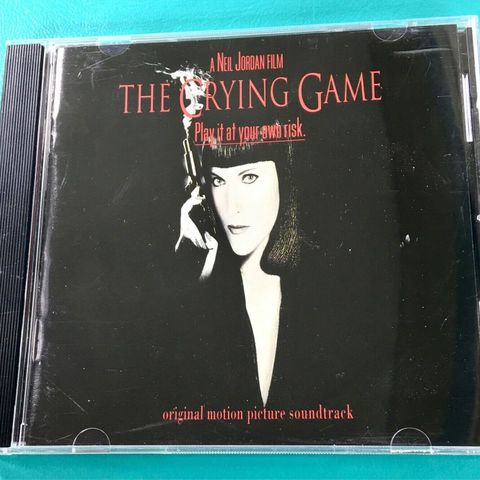 A NEIL JORDAN FILM
THE CRYING GAME
Play it at your own risk.
original motion picture soundtrack